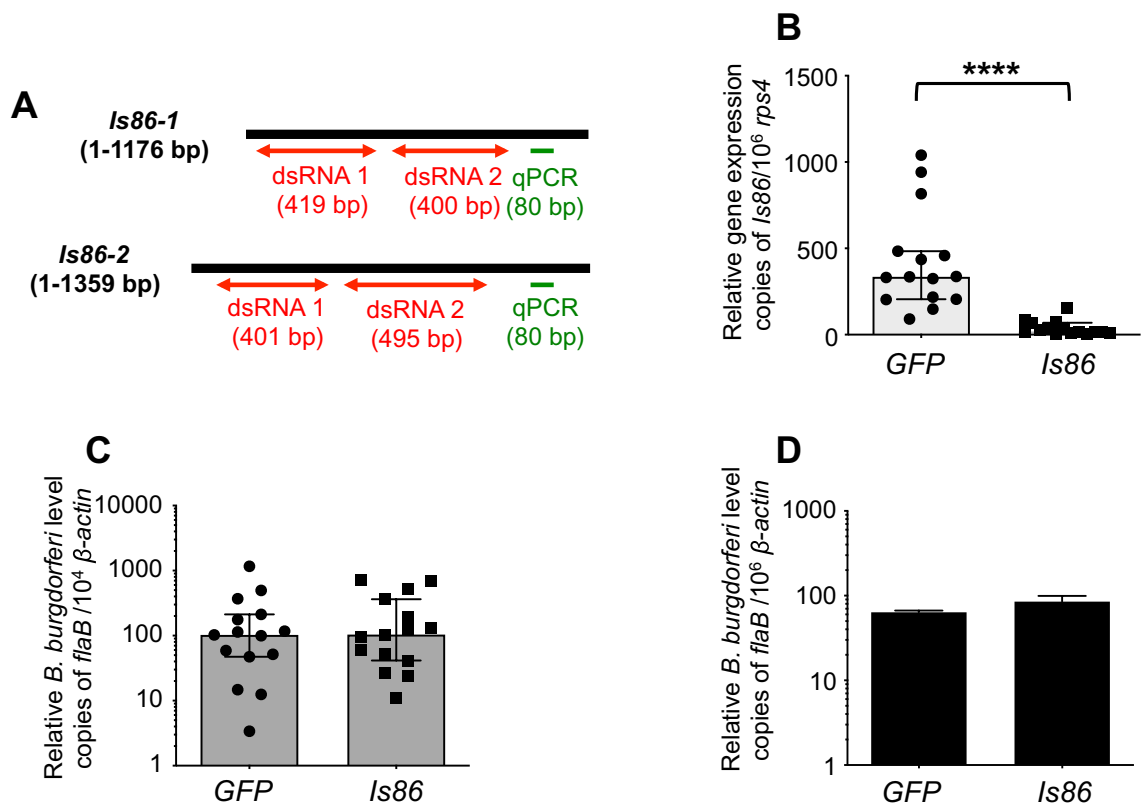 A
Is86-1
(1-1176 bp)
dsRNA 1
(419 bp)
dsRNA 2
(400 bp)
qPCR
(80 bp)
Is86-2
(1-1359 bp)
dsRNA 1
(401 bp)
dsRNA 2
(495 bp)
qPCR
(80 bp)
B
Relative gene expression
copies of Is86/10⁶ rps4
1500
1000
500
0
****
GFP
Is86
C
Relative B. burgdorferi level
copies of flaB /10⁴ β-actin
10000
1000
100
10
1
GFP
Is86
D
Relative B. burgdorferi level
copies of flaB /10⁶ β-actin
1000
100
10
1
GFP
Is86